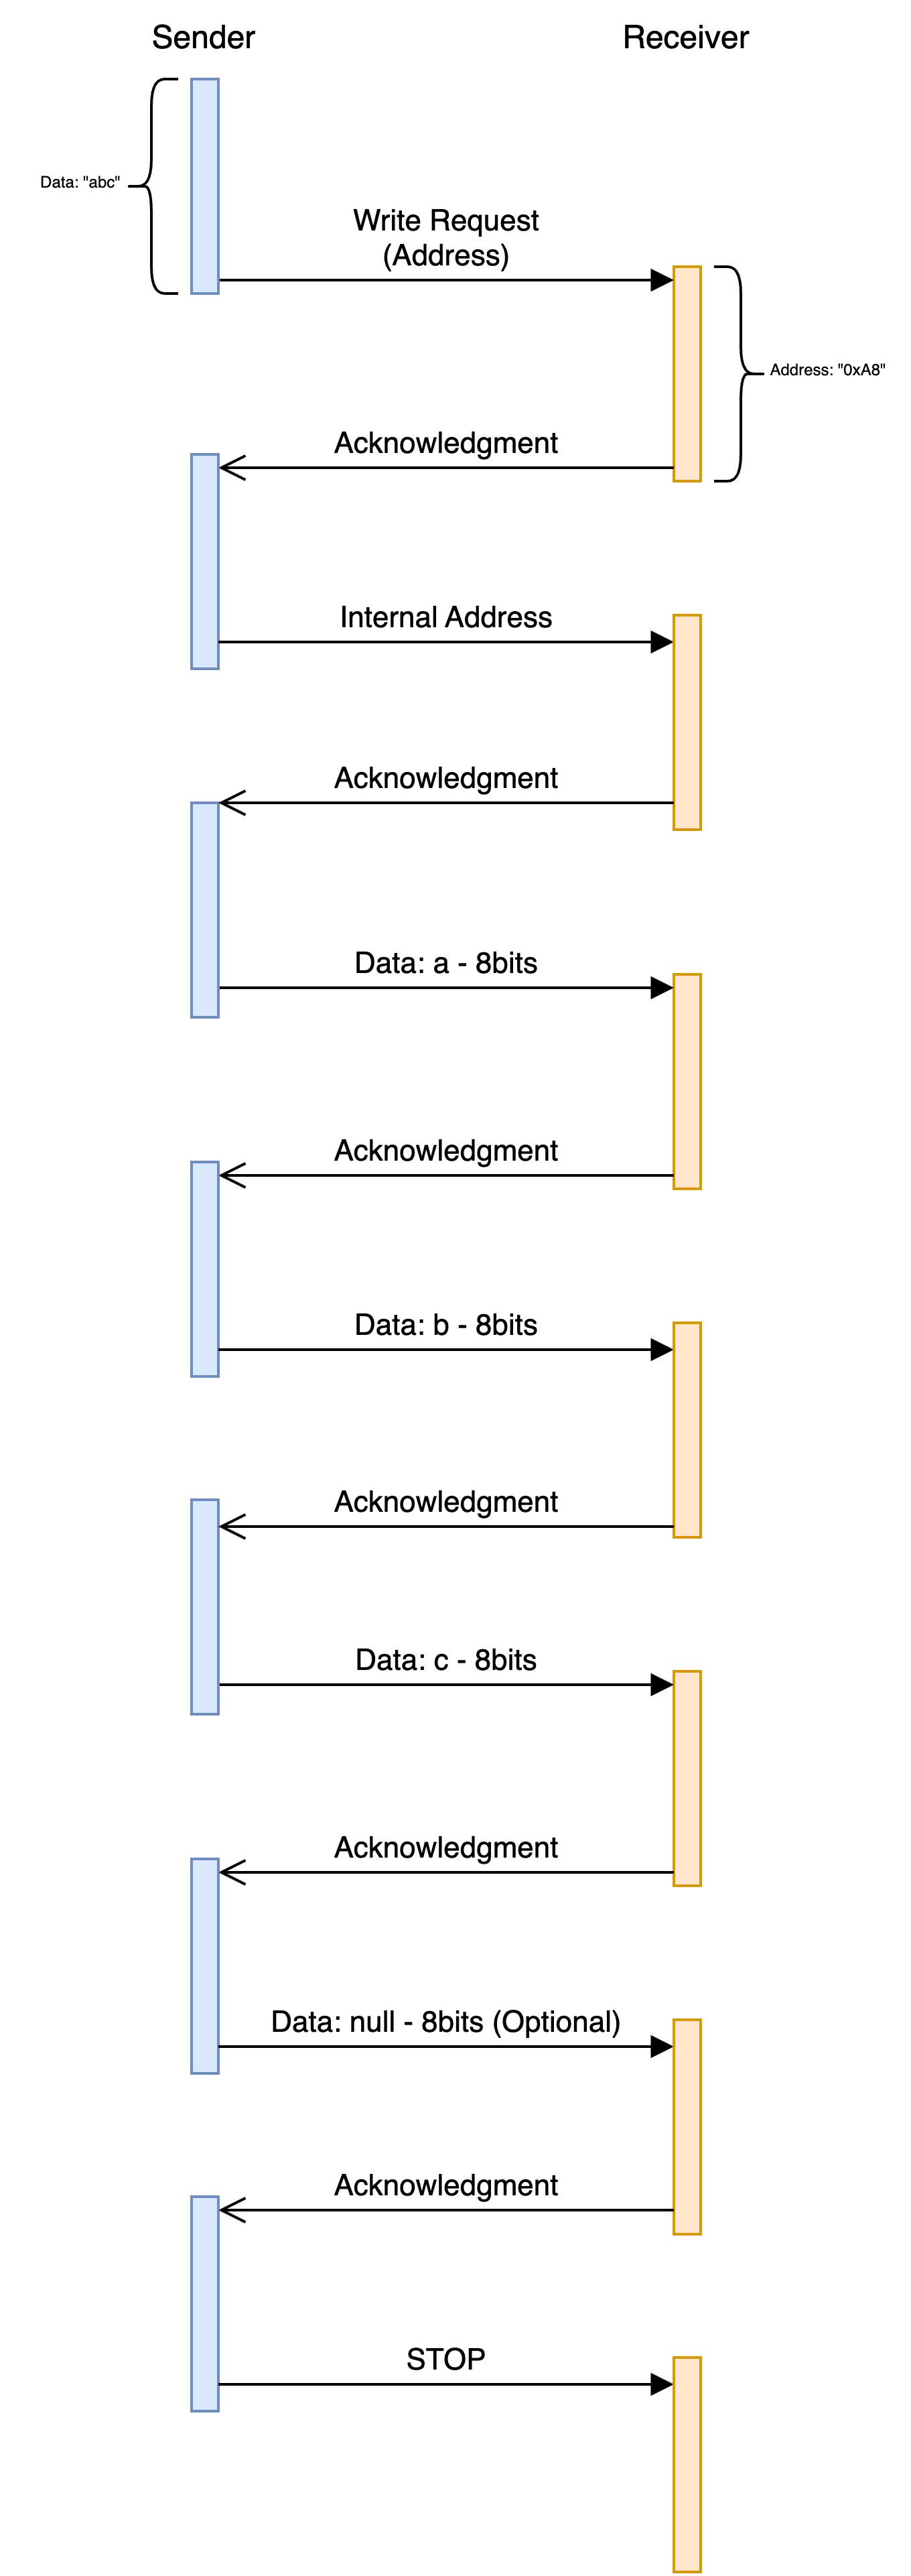 Sender
Receiver
Data: "abc"
Write Request
(Address)
Address: "0xA8"
Acknowledgment
Internal Address
Acknowledgment
Data: a - 8bits
Acknowledgment
Data: b - 8bits
Acknowledgment
Data: c - 8bits
Acknowledgment
Data: null - 8bits (Optional)
Acknowledgment
STOP